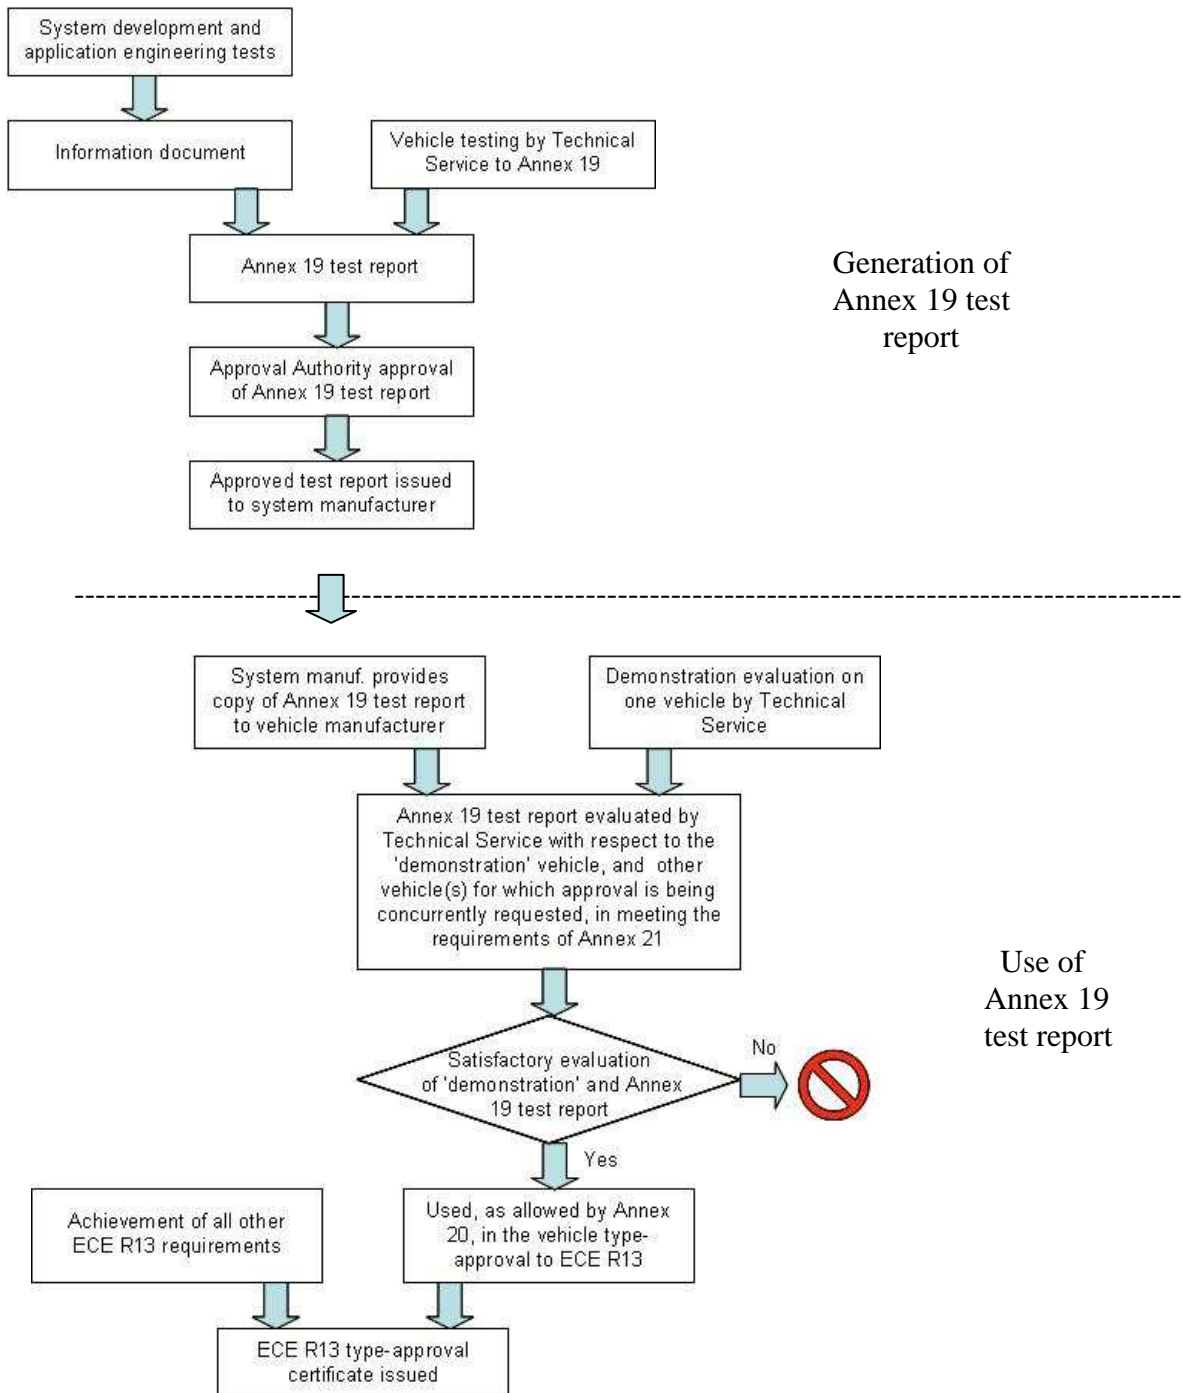 System development and
application engineering tests
Information document
Vehicle testing by Technical
Service to Annex 19
Annex 19 test report
Generation of
Annex 19 test
report
Approval Authority approval
of Annex 19 test report
Approved test report issued
to system manufacturer
System manuf. provides
copy of Annex 19 test report
to vehicle manufacturer
Demonstration evaluation on
one vehicle by Technical
Service
Annex 19 test report evaluated by
Technical Service with respect to the
'demonstration' vehicle, and other
vehicle(s) for which approval is being
concurrently requested, in meeting the
requirements of Annex 21
Use of
Annex 19
test report
Satisfactory evaluation
of 'demonstration' and Annex
19 test report
No
Yes
Achievement of all other
ECE R13 requirements
Used, as allowed by Annex
20, in the vehicle type-
approval to ECE R13
ECE R13 type-approval
certificate issued